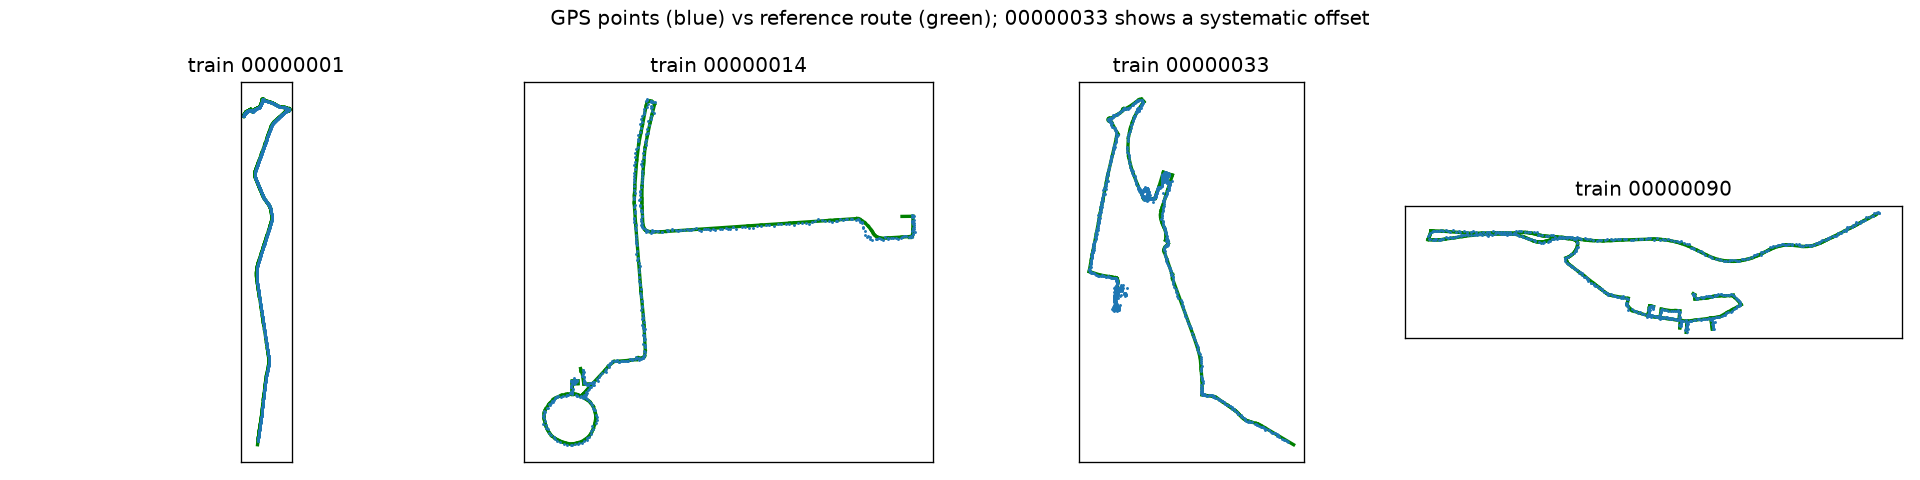 GPS points (blue) vs reference route (green); 00000033 shows a systematic offset
train 00000001
train 00000014
train 00000033
train 00000090